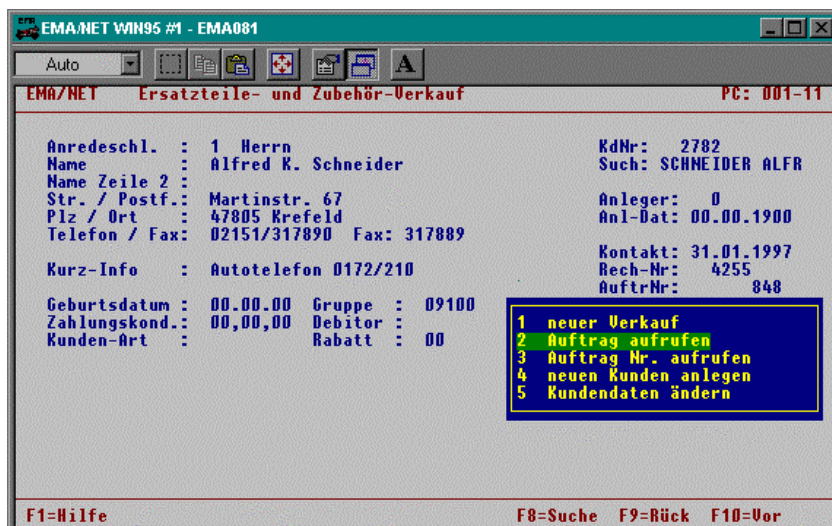 EMA/NET WIN95 #1 - EMA081
Auto
A
EMA/NET Ersatzteile- und Zubehör-Verkauf PC: 001-11
Anredeschl. : 1 Herrn KdNr: 2782
Name : Alfred K. Schneider Such: SCHNEIDER ALFR
Name Zeile 2 :
Str. / Postf.: Martinstr. 67 Anleger: 0
Plz / Ort : 47805 Krefeld Anl-Dat: 00.00.1900
Telefon / Fax: 02151/317890 Fax: 317889
Kontakt: 31.01.1997
Kurz-Info : Autotelefon 0172/210 Rech-Nr: 4255
AuftrNr: 848
Geburtsdatum : 00.00.00 Gruppe : 09100
Zahlungskond.: 00,00,00 Debitor :
Kunden-Art : Rabatt : 00
1 neuer Verkauf
2 Auftrag aufrufen
3 Auftrag Nr. aufrufen
4 neuen Kunden anlegen
5 Kundendaten ändern
F1=Hilfe F8=Suche F9=Rück F10=Vor